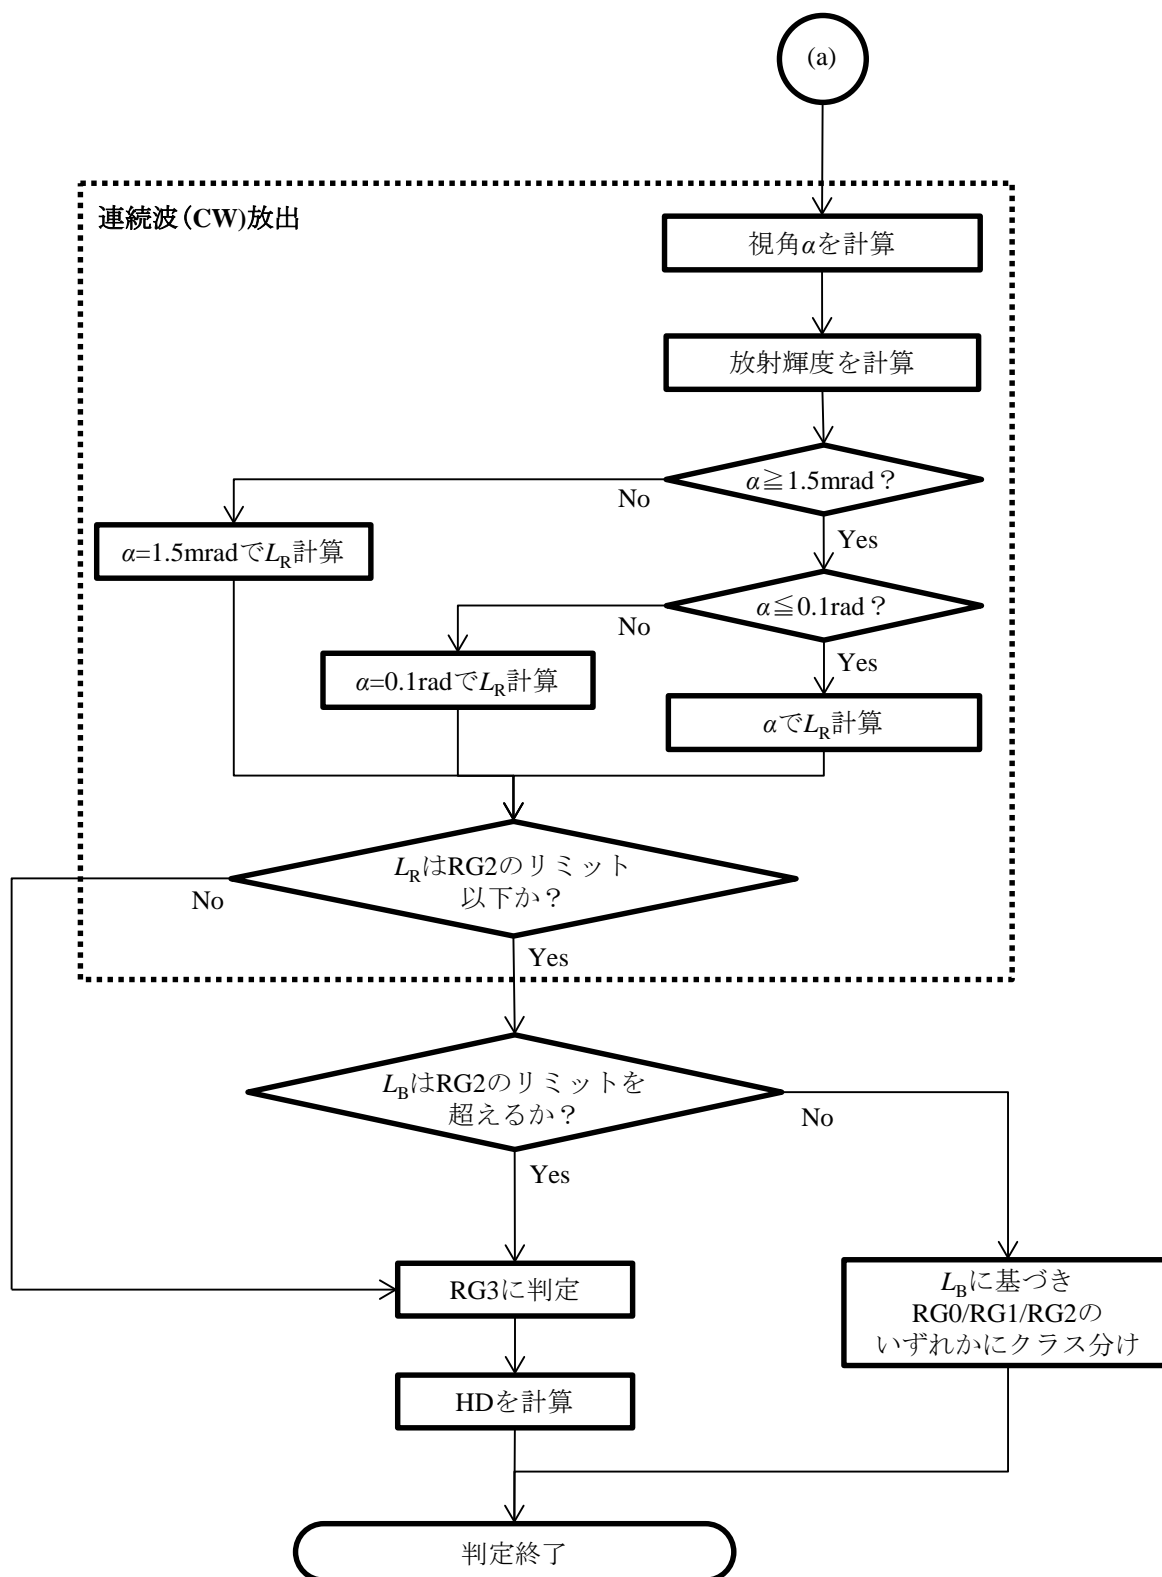 (a)
連続波（CW)放出
視角αを計算
放射輝度を計算
α≧1.5mrad？
No
Yes
α=1.5mradでLR計算
α≦0.1rad？
No
Yes
α=0.1radでLR計算
αでLR計算
LRはRG2のリミット
以下か？
No
Yes
LBはRG2のリミットを
超えるか？
No
Yes
RG3に判定
LBに基づき
RG0/RG1/RG2の
いずれかにクラス分け
HDを計算
判定終了